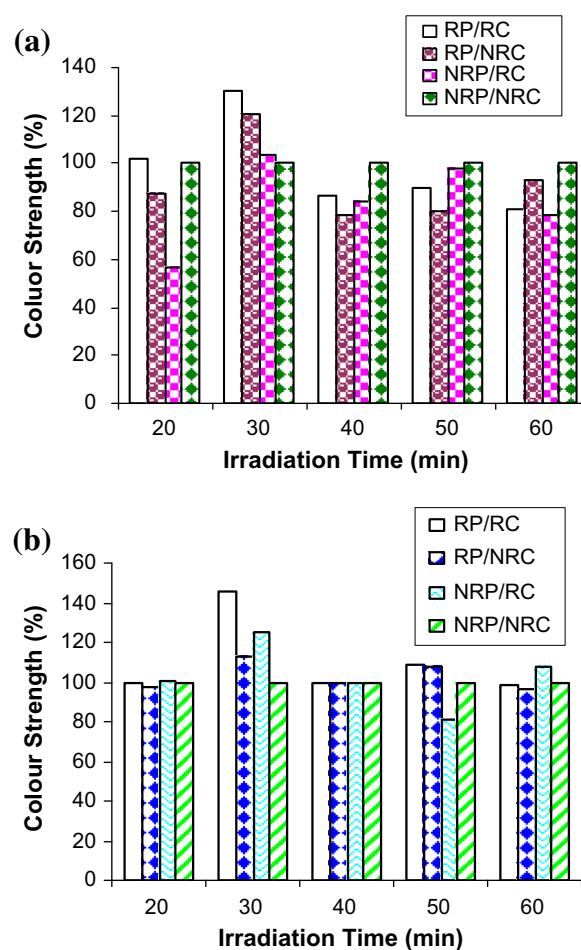 (a)
RP/RC
RP/NRC
NRP/RC
NRP/NRC
Coluor Strength (%)
140
120
100
80
60
40
20
0
20 30 40 50 60
Irradiation Time (min)
(b)
RP/RC
RP/NRC
NRP/RC
NRP/NRC
Colour Strength (%)
160
140
120
100
80
60
40
20
0
20 30 40 50 60
Irradiation Time (min)